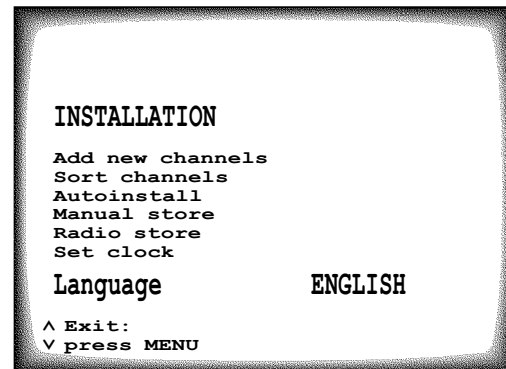 INSTALLATION
Add new channels
Sort channels
Autoinstall
Manual store
Radio store
Set clock
Language ENGLISH
^ Exit:
v press MENU